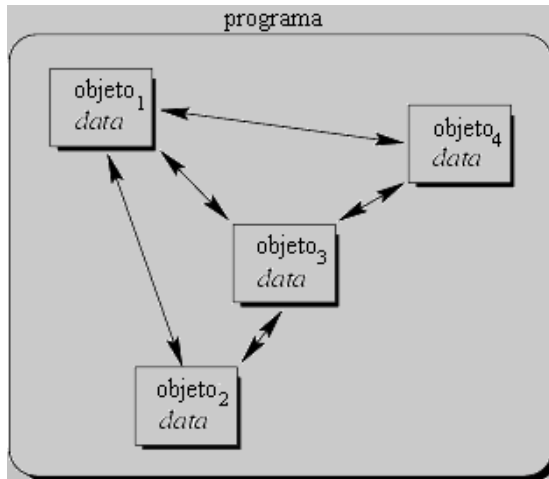 programa
objeto₁
data
objeto₄
data
objeto₃
data
objeto₂
data